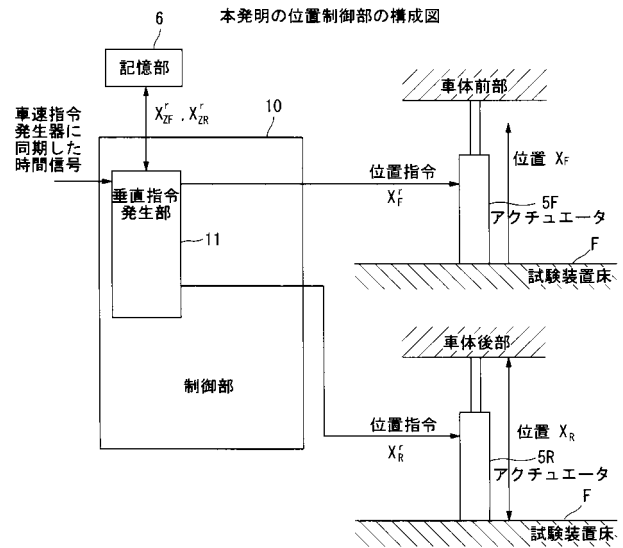 本発明の位置制御部の構成図
6
記憶部
X^r_ZF , X^r_ZR
車速指令
発生器に
同期した
時間信号
10
垂直指令
発生部
11
制御部
位置指令
X^r_F
車体前部
位置 X_F
5F
アクチュエータ
F
試験装置床
車体後部
位置指令
X^r_R
位置 X_R
5R
アクチュエータ
F
試験装置床